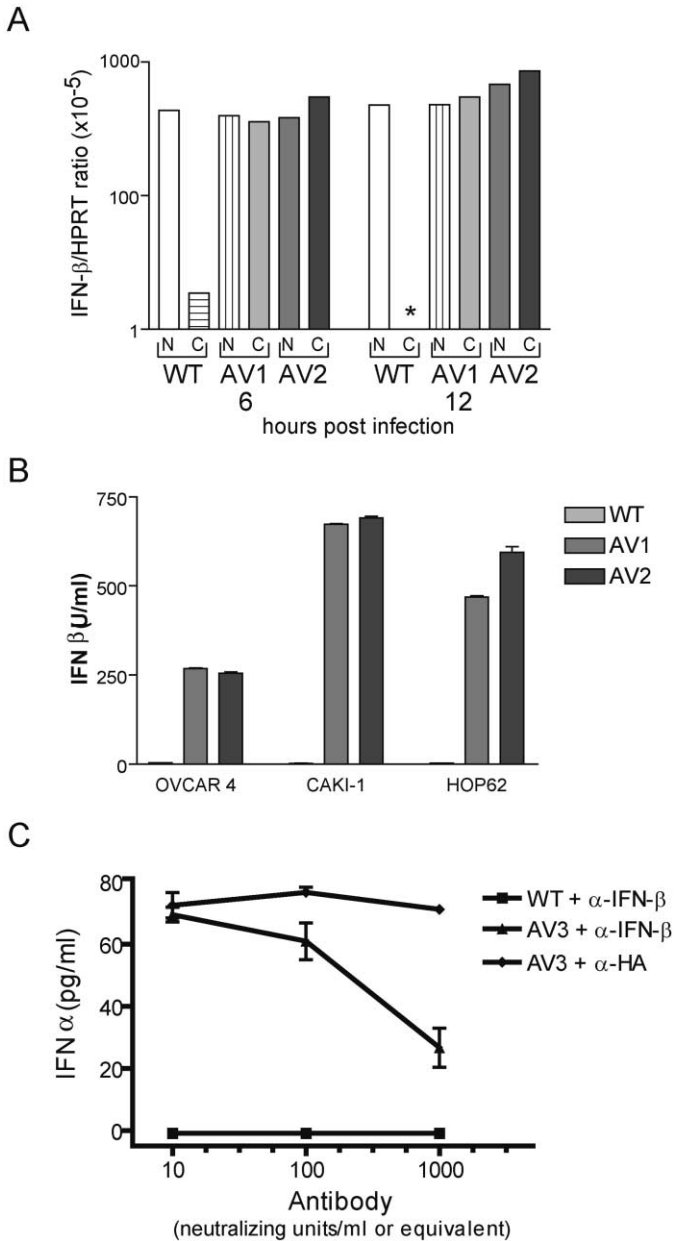 A
IFN-β/HPRT ratio (x10-5)
1000
100
1
N C N C N C N C N C N C
*
WT AV1 AV2 WT AV1 AV2
6 12
hours post infection
B
IFN β(U/ml)
750
500
250
0
OVCAR 4 CAKI-1 HOP62
WT
AV1
AV2
C
IFN α (pg/ml)
80
60
40
20
0
10 100 1000
Antibody
(neutralizing units/ml or equivalent)
WT + α-IFN-β
AV3 + α-IFN-β
AV3 + α-HA